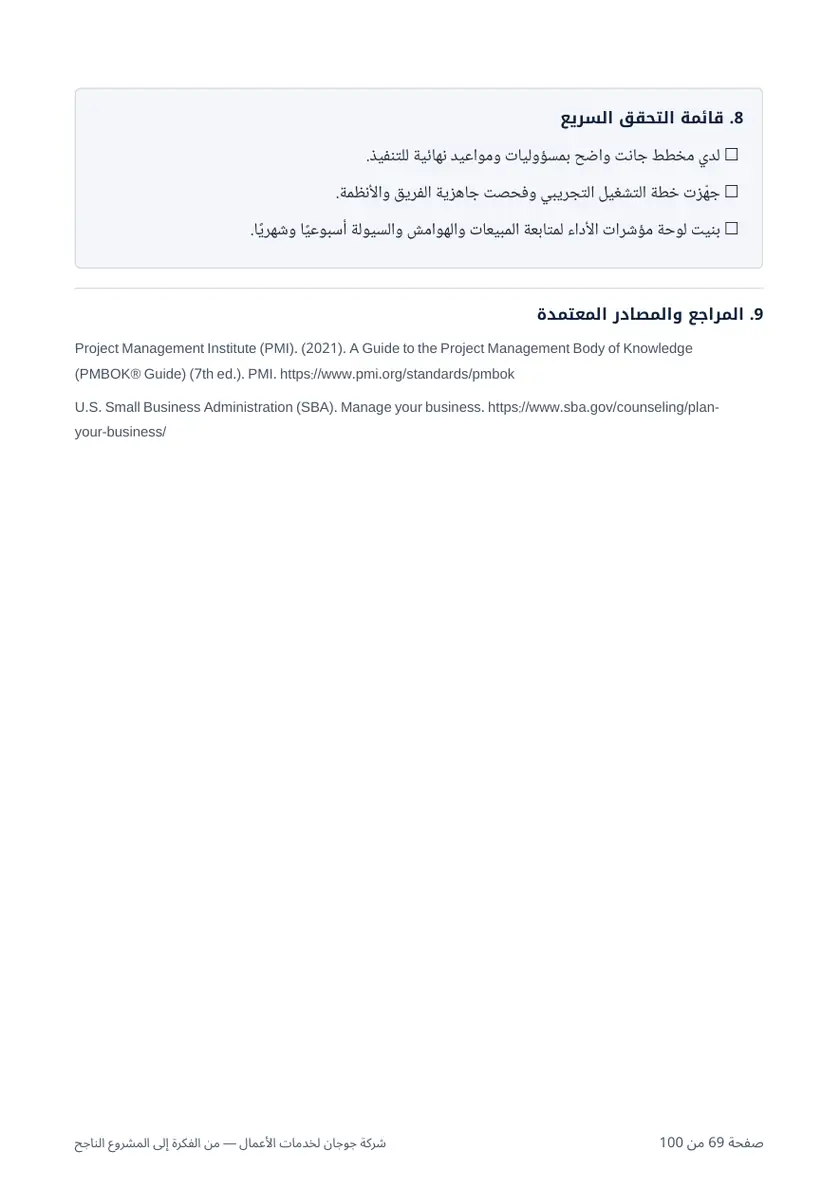 8. قائمة التحقق السريع
☐ لدي مخطط جانت واضح بمسؤوليات ومواعيد نهائية للتنفيذ.
☐ جهّزت خطة التشغيل التجريبي وفحصت جاهزية الفريق والأنظمة.
☐ بنيت لوحة مؤشرات الأداء لمتابعة المبيعات والهوامش والسيولة أسبوعيًا وشهريًا.
9. المراجع والمصادر المعتمدة
Project Management Institute (PMI). (2021). A Guide to the Project Management Body of Knowledge
(PMBOK® Guide) (7th ed.). PMI. https://www.pmi.org/standards/pmbok
U.S. Small Business Administration (SBA). Manage your business. https://www.sba.gov/counseling/plan-
your-business/
صفحة 69 من 100
شركة جوجان لخدمات الأعمال — من الفكرة إلى المشروع الناجح